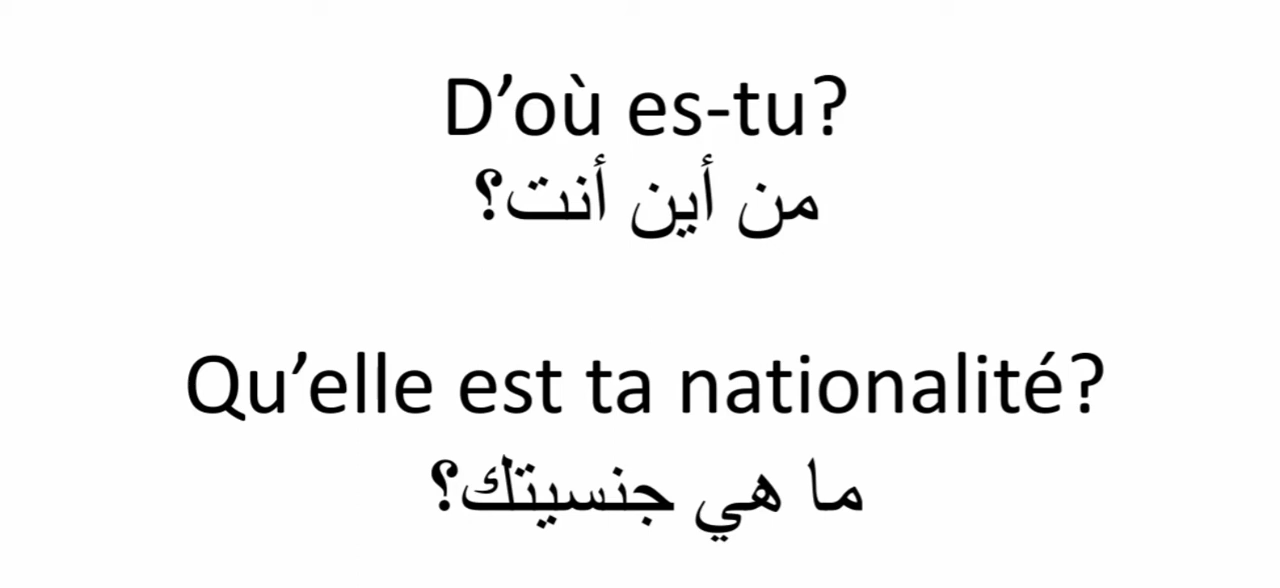 D’où es-tu?
من أين أنت؟
Qu’elle est ta nationalité?
ما هي جنسيتك؟